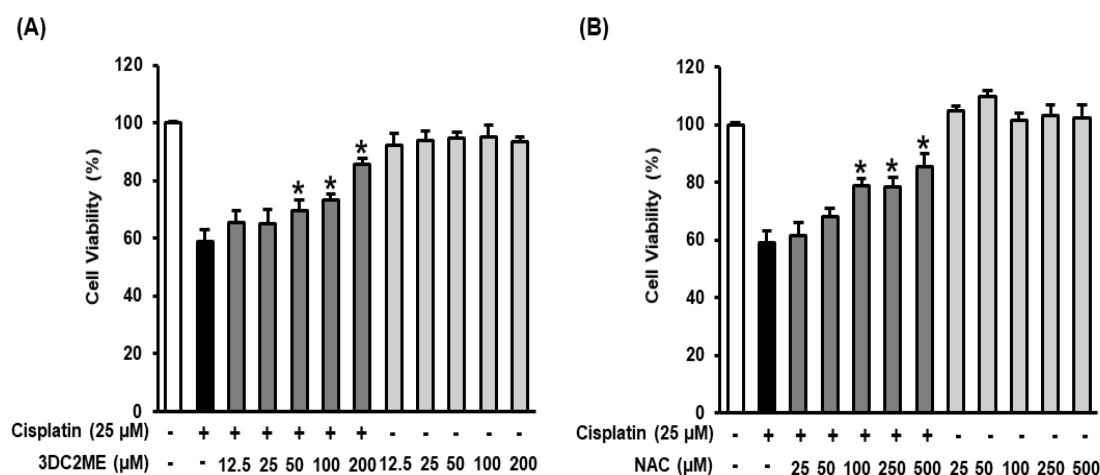 (A)
Cell Viability (%)
120
100
80
60
40
20
0
* * *
Cisplatin (25 µM) - + + + + + + - - - - -
3DC2ME (µM) - - 12.5 25 50 100 200 12.5 25 50 100 200
(B)
Cell Viability (%)
120
100
80
60
40
20
0
* * *
Cisplatin (25 µM) - + + + + + + - - - - -
NAC (µM) - - 25 50 100 250 500 25 50 100 250 500